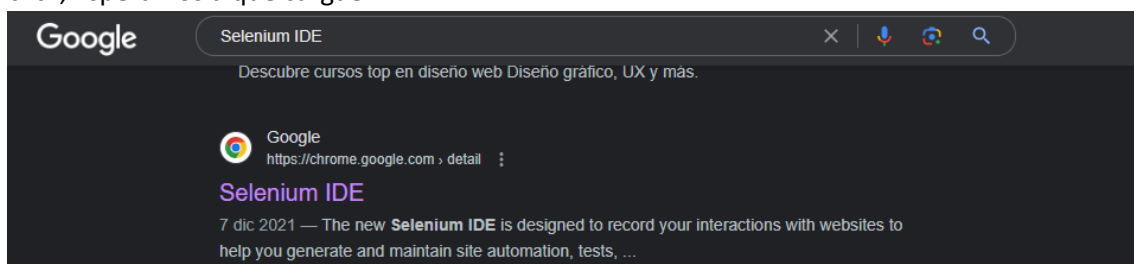 Google
Selenium IDE
Descubre cursos top en diseño web Diseño gráfico, UX y más.
Google
https://chrome.google.com › detail
Selenium IDE
7 dic 2021 — The new Selenium IDE is designed to record your interactions with websites to
help you generate and maintain site automation, tests, ...